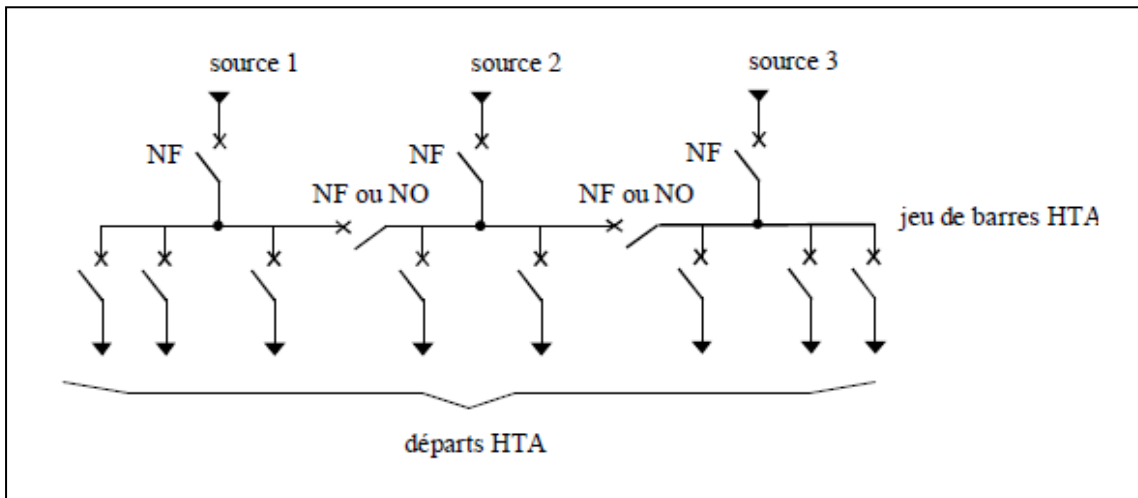 source 1
source 2
source 3
NF
NF
NF
NF ou NO
NF ou NO
jeu de barres HTA
départs HTA